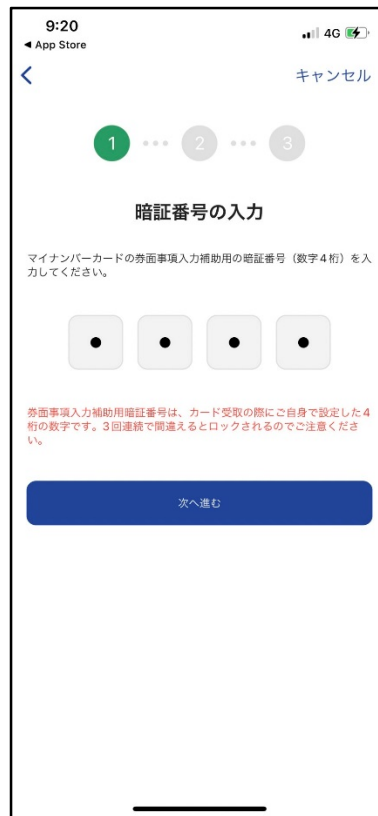 9:20
4G
◀ App Store
キャンセル
1 ••• 2 ••• 3
暗証番号の入力
マイナンバーカードの券面事項入力補助用の暗証番号（数字４桁）を入
力してください。
券面事項入力補助用暗証番号は、カード受取の際にご自身で設定した４
桁の数字です。３回連続で間違えるとロックされるのでご注意くださ
い。
次へ進む